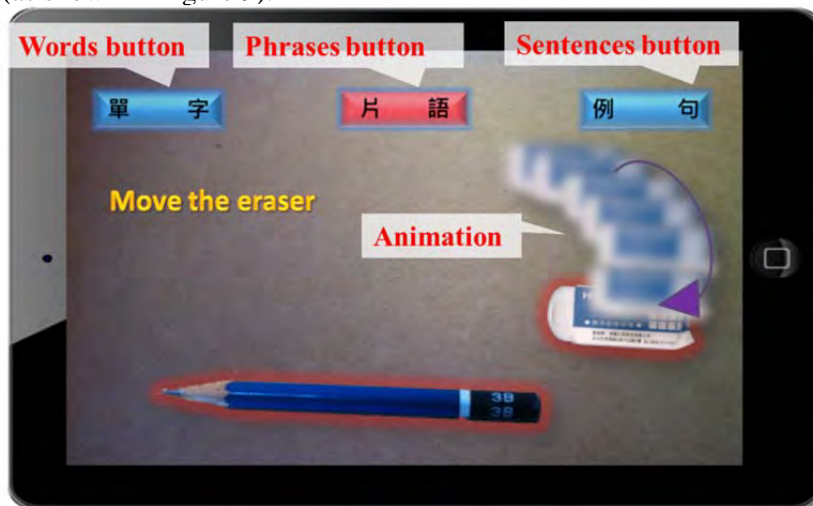 Words button
Phrases button
Sentences button
單 字
片 語
例 句
Move the eraser
Animation
3B
3B